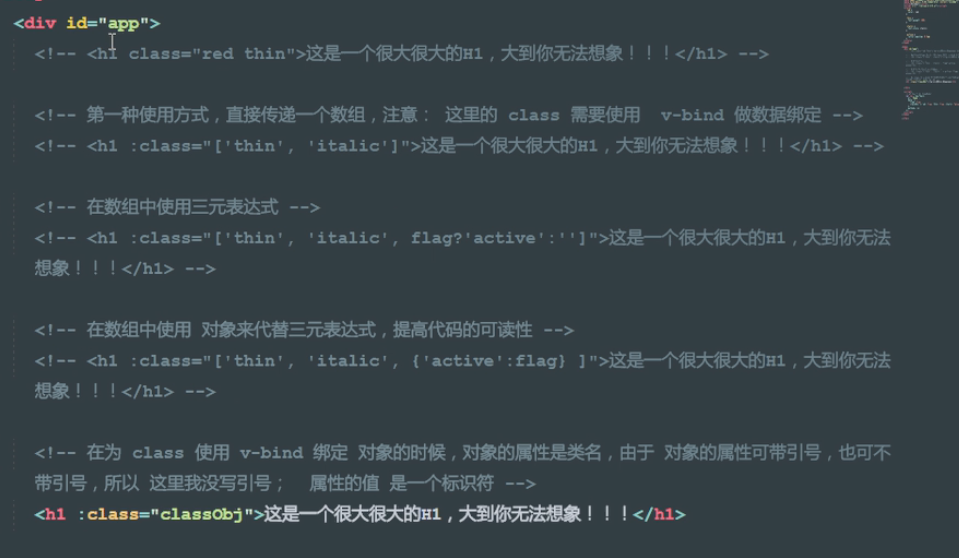 <div id="app">
<!-- <h1 class="red thin">这是一个很大很大的H1，大到你无法想象！！！</h1> -->
<!-- 第一种使用方式，直接传递一个数组，注意： 这里的 class 需要使用  v-bind 做数据绑定 -->
<!-- <h1 :class="['thin', 'italic']">这是一个很大很大的H1，大到你无法想象！！！</h1> -->
<!-- 在数组中使用三元表达式 -->
<!-- <h1 :class="['thin', 'italic', flag?'active':'']">这是一个很大很大的H1，大到你无法
想象！！！</h1> -->
<!-- 在数组中使用 对象来代替三元表达式，提高代码的可读性 -->
<!-- <h1 :class="['thin', 'italic', {'active':flag} ]">这是一个很大很大的H1，大到你无法
想象！！！</h1> -->
<!-- 在为 class 使用 v-bind 绑定 对象的时候，对象的属性是类名，由于 对象的属性可带引号，也可不
带引号，所以 这里我没写引号；  属性的值 是一个标识符 -->
<h1 :class="classObj">这是一个很大很大的H1，大到你无法想象！！！</h1>